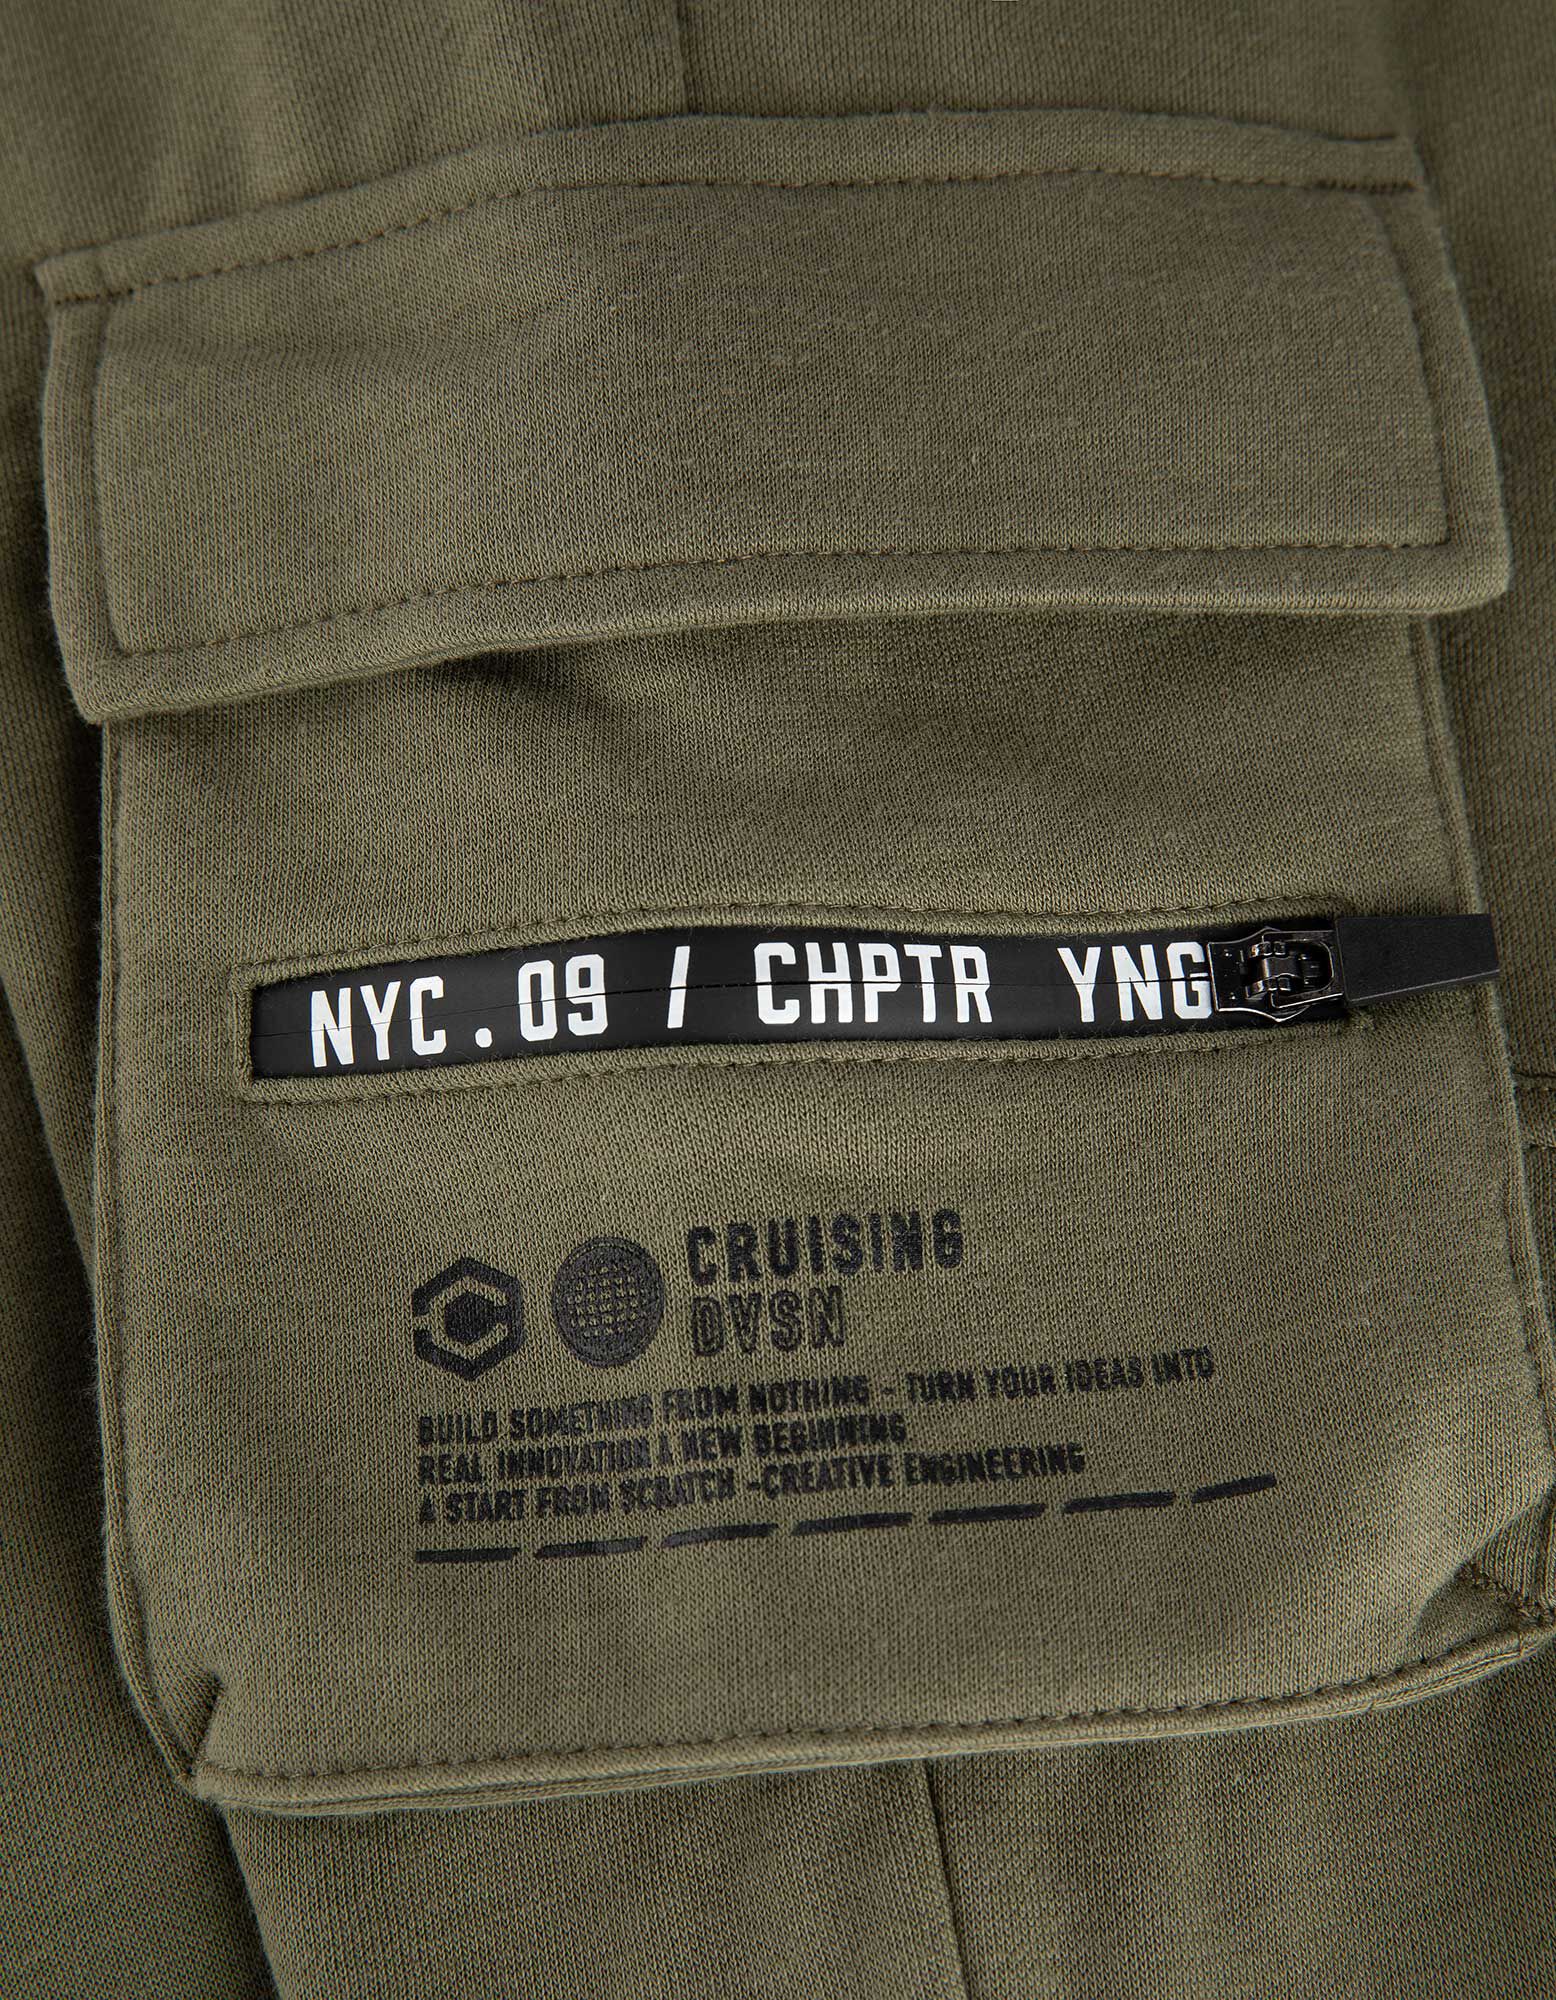 NYC.09 / CHPTR YNG
CRUISING
DVSN
BUILD SOMETHING FROM NOTHING - TURN YOUR IDEAS INTO
REAL INNOVATION & NEW BEGINNING
A START FROM SCRATCH -CREATIVE ENGINEERING